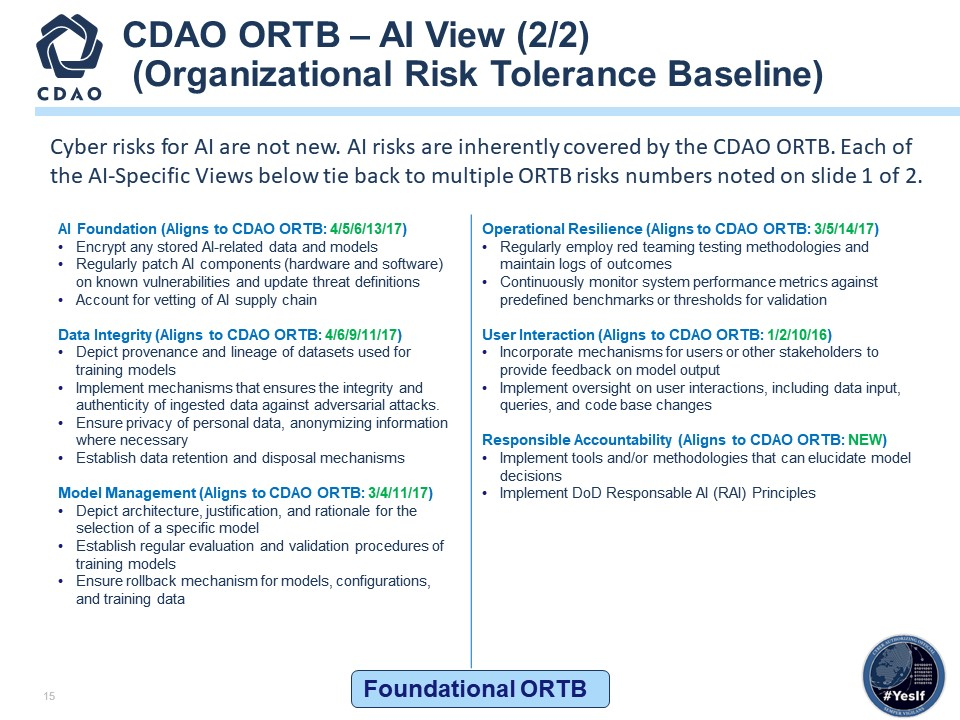 CDAO
CDAO ORTB – AI View (2/2)
(Organizational Risk Tolerance Baseline)
Cyber risks for AI are not new. AI risks are inherently covered by the CDAO ORTB. Each of
the AI-Specific Views below tie back to multiple ORTB risks numbers noted on slide 1 of 2.
AI Foundation (Aligns to CDAO ORTB: 4/5/6/13/17)
• Encrypt any stored AI-related data and models
• Regularly patch AI components (hardware and software)
on known vulnerabilities and update threat definitions
• Account for vetting of AI supply chain
Data Integrity (Aligns to CDAO ORTB: 4/6/9/11/17)
• Depict provenance and lineage of datasets used for
training models
• Implement mechanisms that ensures the integrity and
authenticity of ingested data against adversarial attacks.
• Ensure privacy of personal data, anonymizing information
where necessary
• Establish data retention and disposal mechanisms
Model Management (Aligns to CDAO ORTB: 3/4/11/17)
• Depict architecture, justification, and rationale for the
selection of a specific model
• Establish regular evaluation and validation procedures of
training models
• Ensure rollback mechanism for models, configurations,
and training data
Operational Resilience (Aligns to CDAO ORTB: 3/5/14/17)
• Regularly employ red teaming testing methodologies and
maintain logs of outcomes
• Continuously monitor system performance metrics against
predefined benchmarks or thresholds for validation
User Interaction (Aligns to CDAO ORTB: 1/2/10/16)
• Incorporate mechanisms for users or other stakeholders to
provide feedback on model output
• Implement oversight on user interactions, including data input,
queries, and code base changes
Responsible Accountability (Aligns to CDAO ORTB: NEW)
• Implement tools and/or methodologies that can elucidate model
decisions
• Implement DoD Responsable AI (RAI) Principles
15
Foundational ORTB
#YesIf